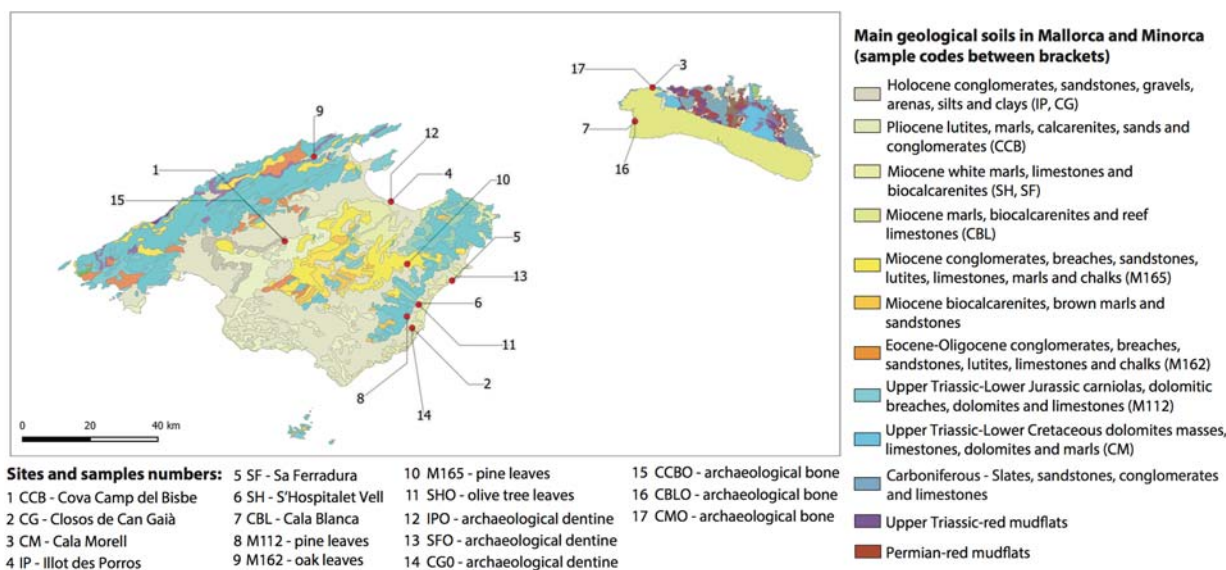 17
3
9
12
7
4
1
10
16
15
5
13
6
11
2
8
14
0
20
40 km
Main geological soils in Mallorca and Minorca
(sample codes between brackets)
Holocene conglomerates, sandstones, gravels,
arenas, silts and clays (IP, CG)
Pliocene lutites, marls, calcarenites, sands and
conglomerates (CCB)
Miocene white marls, limestones and
biocalcarenites (SH, SF)
Miocene marls, biocalcarenites and reef
limestones (CBL)
Miocene conglomerates, breaches, sandstones,
lutites, limestones, marls and chalks (M165)
Miocene biocalcarenites, brown marls and
sandstones
Eocene-Oligocene conglomerates, breaches,
sandstones, lutites, limestones and chalks (M162)
Upper Triassic-Lower Jurassic carniolas, dolomitic
breaches, dolomites and limestones (M112)
Upper Triassic-Lower Cretaceous dolomites masses,
limestones, dolomites and marls (CM)
Carboniferous - Slates, sandstones, conglomerates
and limestones
Upper Triassic-red mudflats
Permian-red mudflats
Sites and samples numbers:
1 CCB - Cova Camp del Bisbe
2 CG - Closos de Can Gaià
3 CM - Cala Morell
4 IP - Illot des Porros
5 SF - Sa Ferradura
6 SH - S'Hospitalet Vell
7 CBL - Cala Blanca
8 M112 - pine leaves
9 M162 - oak leaves
10 M165 - pine leaves
11 SHO - olive tree leaves
12 IPO - archaeological dentine
13 SFO - archaeological dentine
14 CG0 - archaeological dentine
15 CCBO - archaeological bone
16 CBLO - archaeological bone
17 CMO - archaeological bone